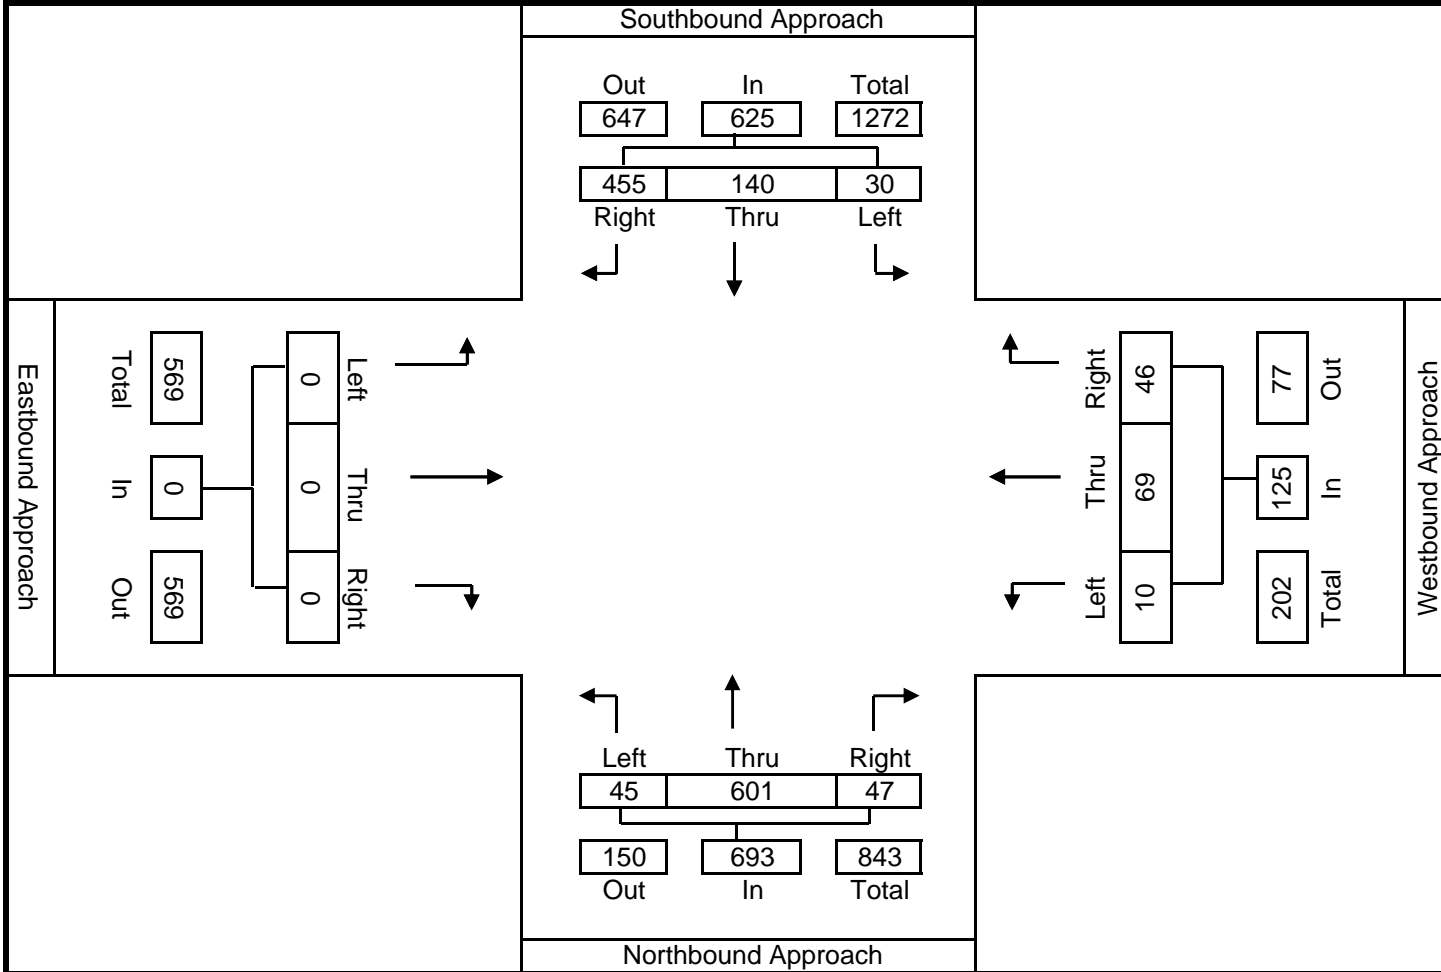 Southbound Approach
Out In Total
647 625 1272
455 140 30
Right Thru Left
Eastbound Approach
Total In Out
569 0 569
0 0 0
Left Thru Right
Right Thru Left
46 69 10
77 125 202
Out In Total
Westbound Approach
Left Thru Right
45 601 47
150 693 843
Out In Total
Northbound Approach